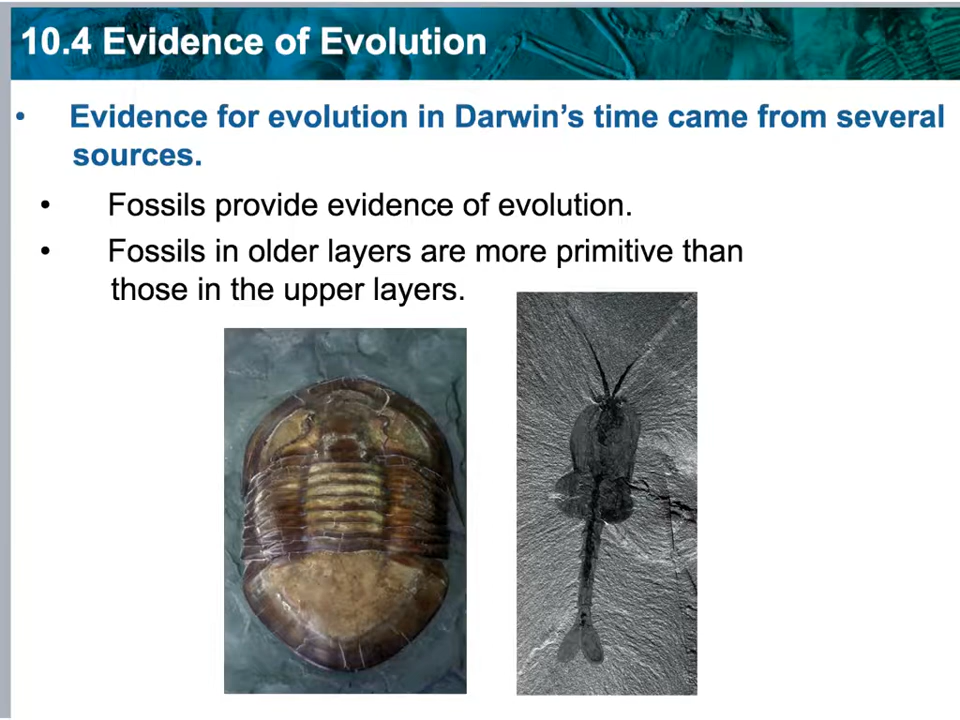 10.4 Evidence of Evolution
• Evidence for evolution in Darwin's time came from several
sources.
• Fossils provide evidence of evolution.
• Fossils in older layers are more primitive than
those in the upper layers.